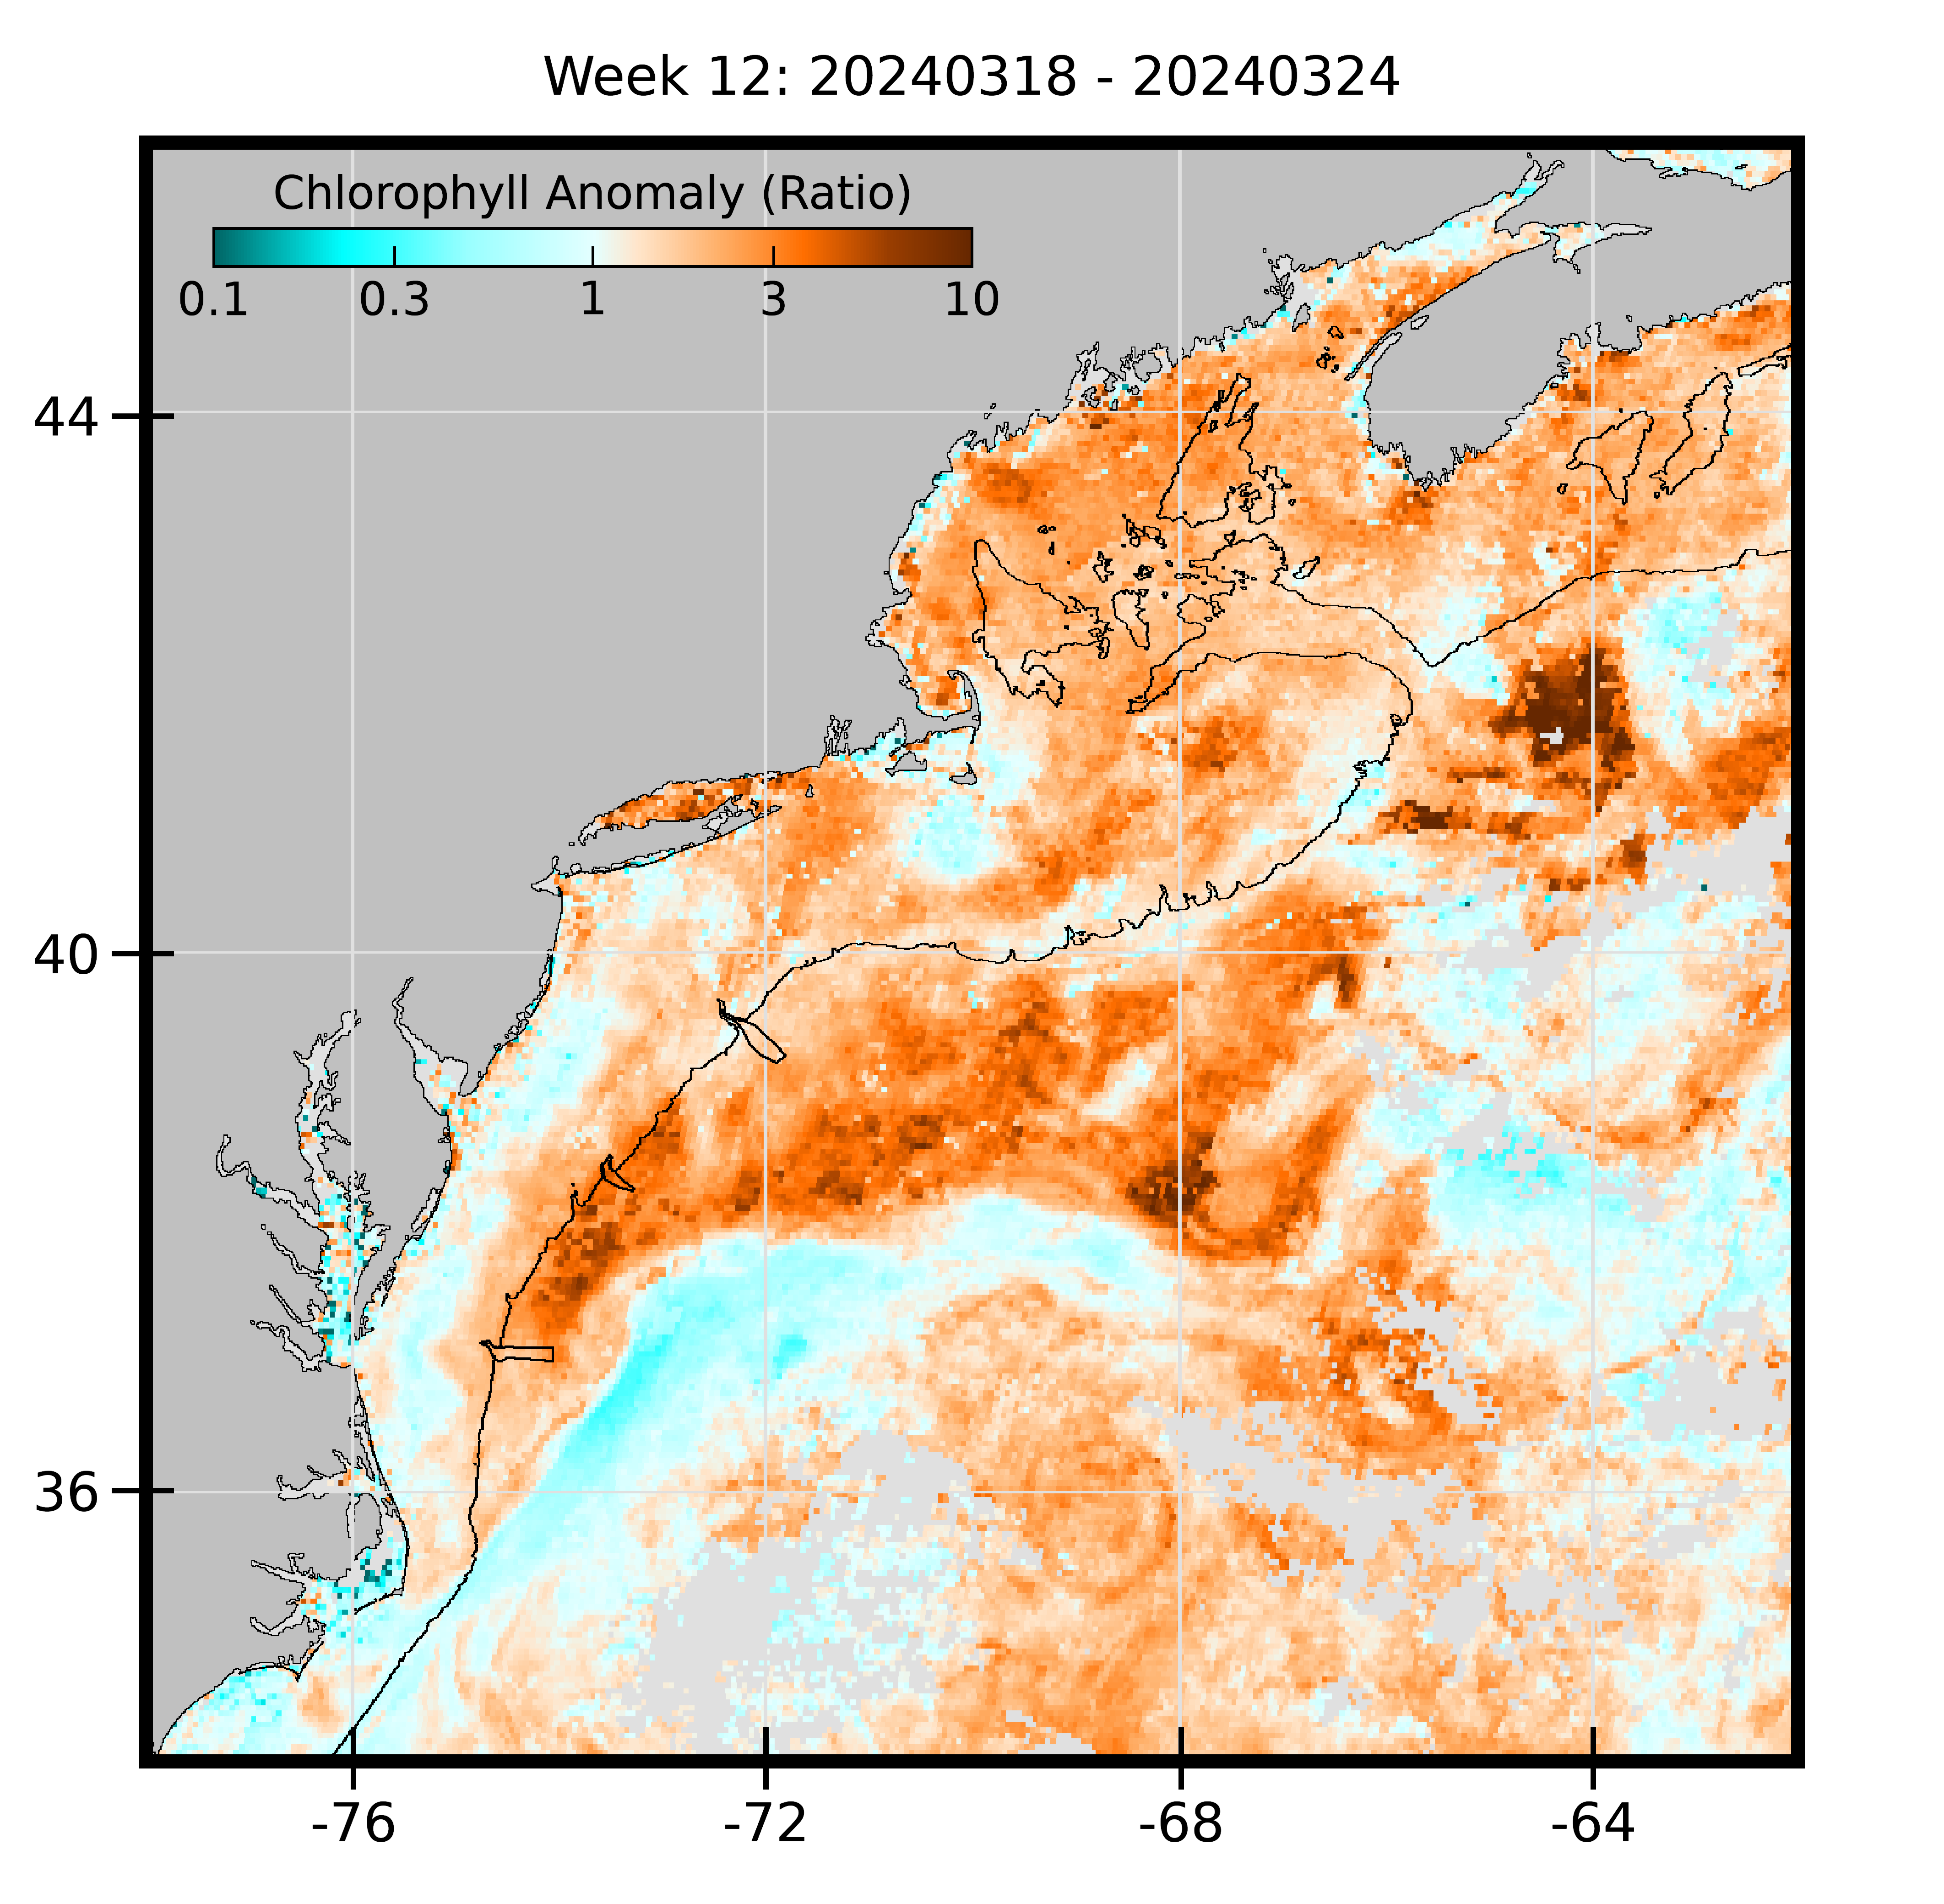 Week 12: 20240318 - 20240324
Chlorophyll Anomaly (Ratio)
0.1 0.3 1 3 10
44
40
36
-76 -72 -68 -64